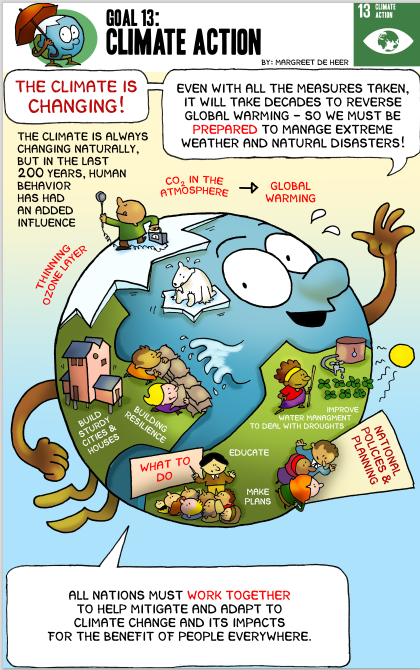 GOAL 13:
CLIMATE ACTION
BY: MARGREET DE HEER
13 CLIMATE
ACTION
THE CLIMATE IS
CHANGING!
EVEN WITH ALL THE MEASURES TAKEN,
IT WILL TAKE DECADES TO REVERSE
GLOBAL WARMING – SO WE MUST BE
PREPARED TO MANAGE EXTREME
WEATHER AND NATURAL DISASTERS!
THE CLIMATE IS ALWAYS
CHANGING NATURALLY,
BUT IN THE LAST
200 YEARS, HUMAN
BEHAVIOR
HAS HAD
AN ADDED
INFLUENCE
CO₂ IN THE
ATMOSPHERE
GLOBAL
WARMING
THINNING
OZONE LAYER
BUILD
STURDY
CITIES &
HOUSES
BUILDING
RESILIENCE
IMPROVE
WATER MANAGMENT
TO DEAL WITH DROUGHTS
WHAT TO
DO
EDUCATE
MAKE
PLANS
NATIONAL
POLICIES &
PLANNING
ALL NATIONS MUST WORK TOGETHER
TO HELP MITIGATE AND ADAPT TO
CLIMATE CHANGE AND ITS IMPACTS
FOR THE BENEFIT OF PEOPLE EVERYWHERE.